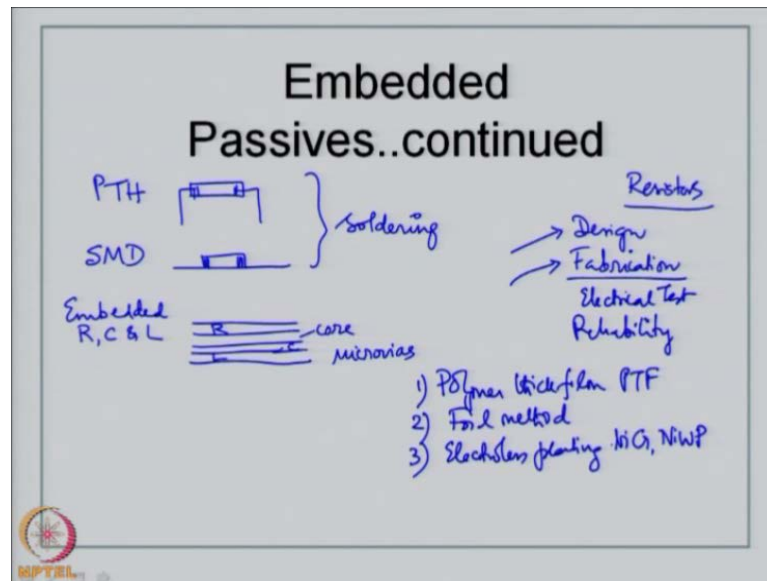 Embedded
Passives..continued
PTH
SMD
soldering
Embedded
R, C & L
R
C
L
core
microvias
Resistors
Design
Fabrication
Electrical Test
Reliability
1) Polymer thick film PTF
2) Foil method
3) Electroless plating NiCr, NiWP
NPTEL